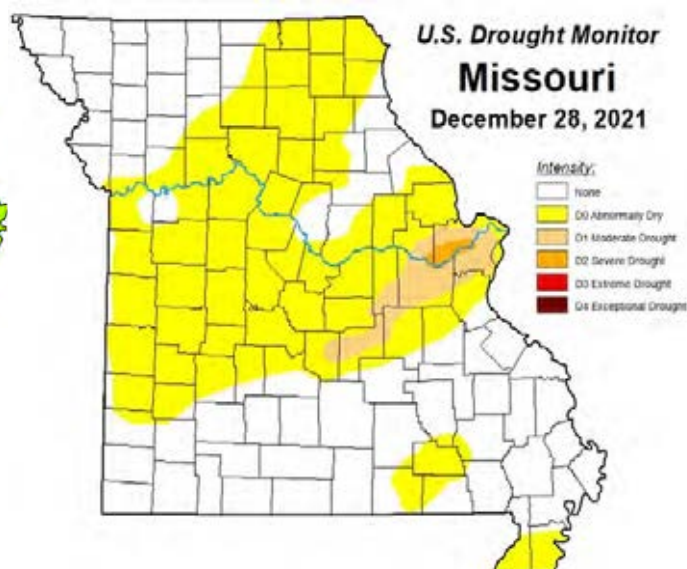 U.S. Drought Monitor
Missouri
December 28, 2021
Intensity:
None
D0 Abnormally Dry
D1 Moderate Drought
D2 Severe Drought
D3 Extreme Drought
D4 Exceptional Drought